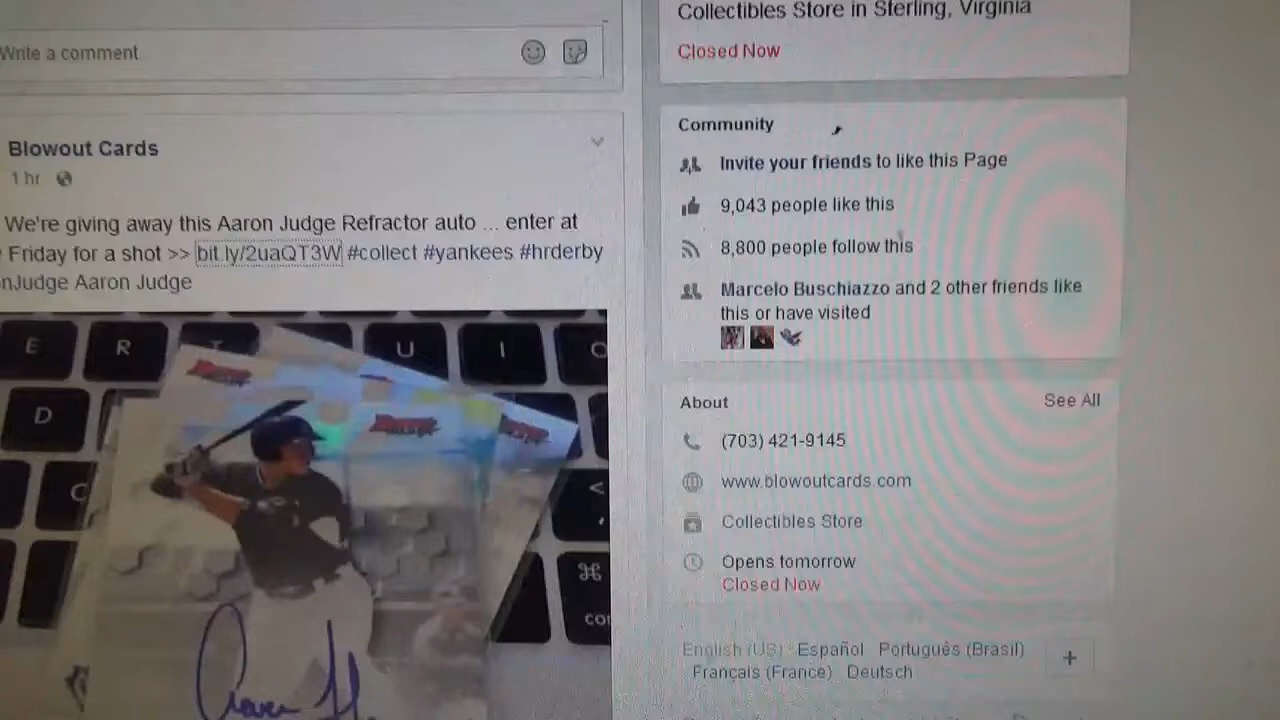 Collectibles Store in Sterling, Virginia
Closed Now
Write a comment
Blowout Cards
1 hr
We're giving away this Aaron Judge Refractor auto ... enter at
Friday for a shot >> bit.ly/2uaQT3W #collect #yankees #hrderby
nJudge Aaron Judge
Community
Invite your friends to like this Page
9,043 people like this
8,800 people follow this
Marcelo Buschiazzo and 2 other friends like
this or have visited
About
See All
(703) 421-9145
www.blowoutcards.com
Collectibles Store
Opens tomorrow
Closed Now
English (US) · Español Português (Brasil)
Français (France) Deutsch
+
E R U I O
D
C
<
,
⌘